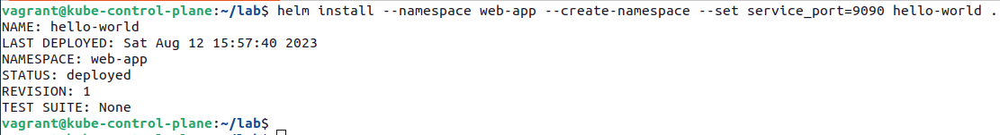 vagrant@kube-control-plane:~/lab$ helm install --namespace web-app --create-namespace --set service_port=9090 hello-world .
NAME: hello-world
LAST DEPLOYED: Sat Aug 12 15:57:40 2023
NAMESPACE: web-app
STATUS: deployed
REVISION: 1
TEST SUITE: None
vagrant@kube-control-plane:~/lab$